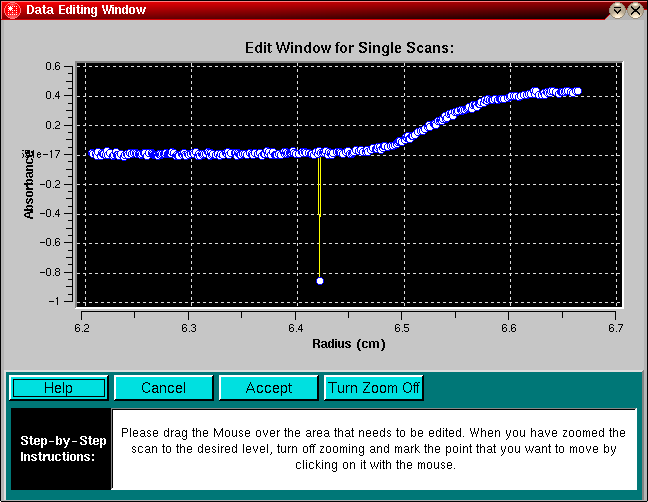 Data Editing Window
Edit Window for Single Scans:
0.6
0.4
0.2
e-17
-0.2
-0.4
-0.6
-0.8
-1
Absorbance
6.2
6.3
6.4
6.5
6.6
6.7
Radius (cm)
Help
Cancel
Accept
Turn Zoom Off
Step-by-Step
Instructions:
Please drag the Mouse over the area that needs to be edited. When you have zoomed the
scan to the desired level, turn off zooming and mark the point that you want to move by
clicking on it with the mouse.